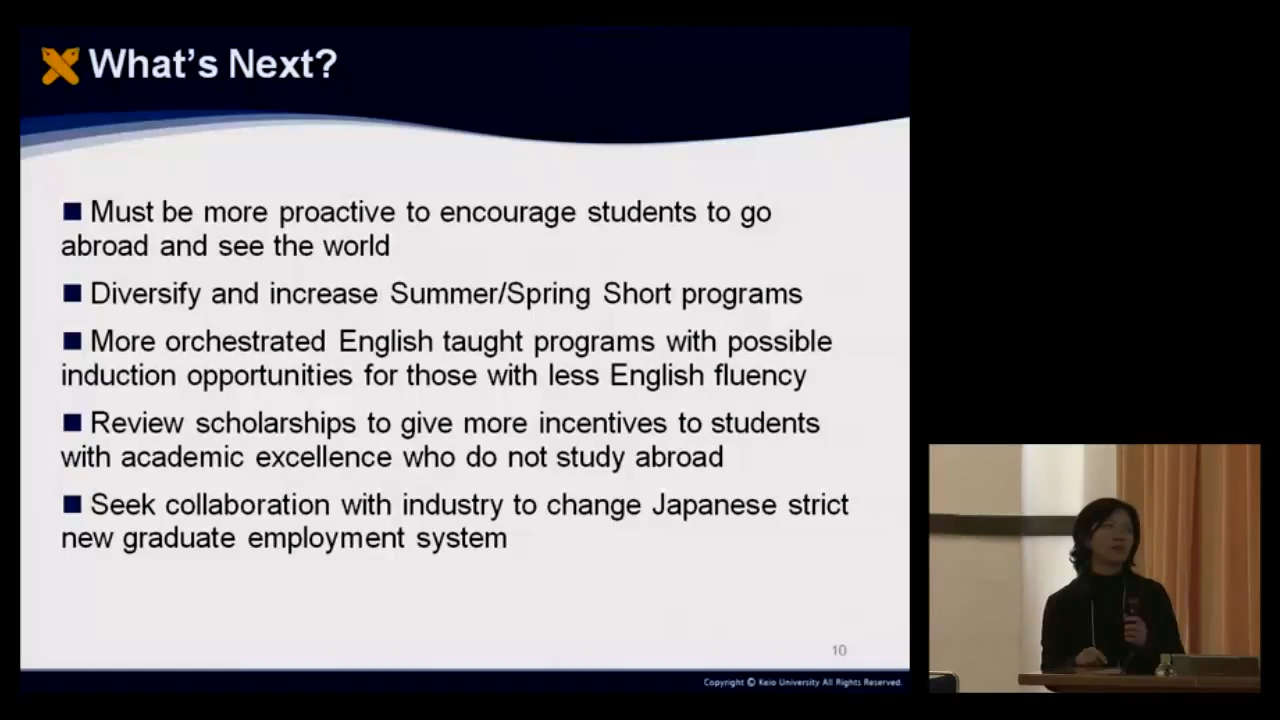 What's Next?
■ Must be more proactive to encourage students to go
abroad and see the world
■ Diversify and increase Summer/Spring Short programs
■ More orchestrated English taught programs with possible
induction opportunities for those with less English fluency
■ Review scholarships to give more incentives to students
with academic excellence who do not study abroad
■ Seek collaboration with industry to change Japanese strict
new graduate employment system
10
Copyright © Keio University All Rights Reserved.